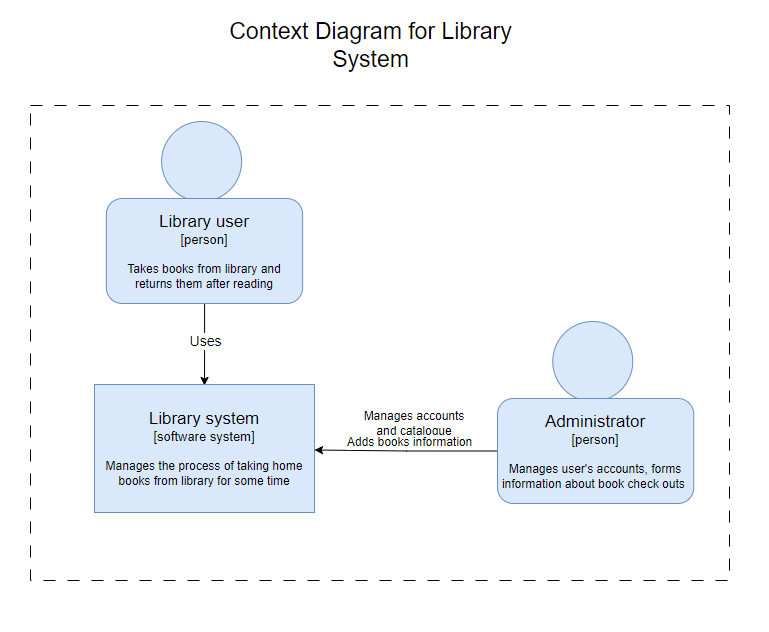 Context Diagram for Library
System
Library user
[person]
Takes books from library and
returns them after reading
Uses
Library system
[software system]
Manages the process of taking home
books from library for some time
Manages accounts
and catalogue
Adds books information
Administrator
[person]
Manages user's accounts, forms
information about book check outs